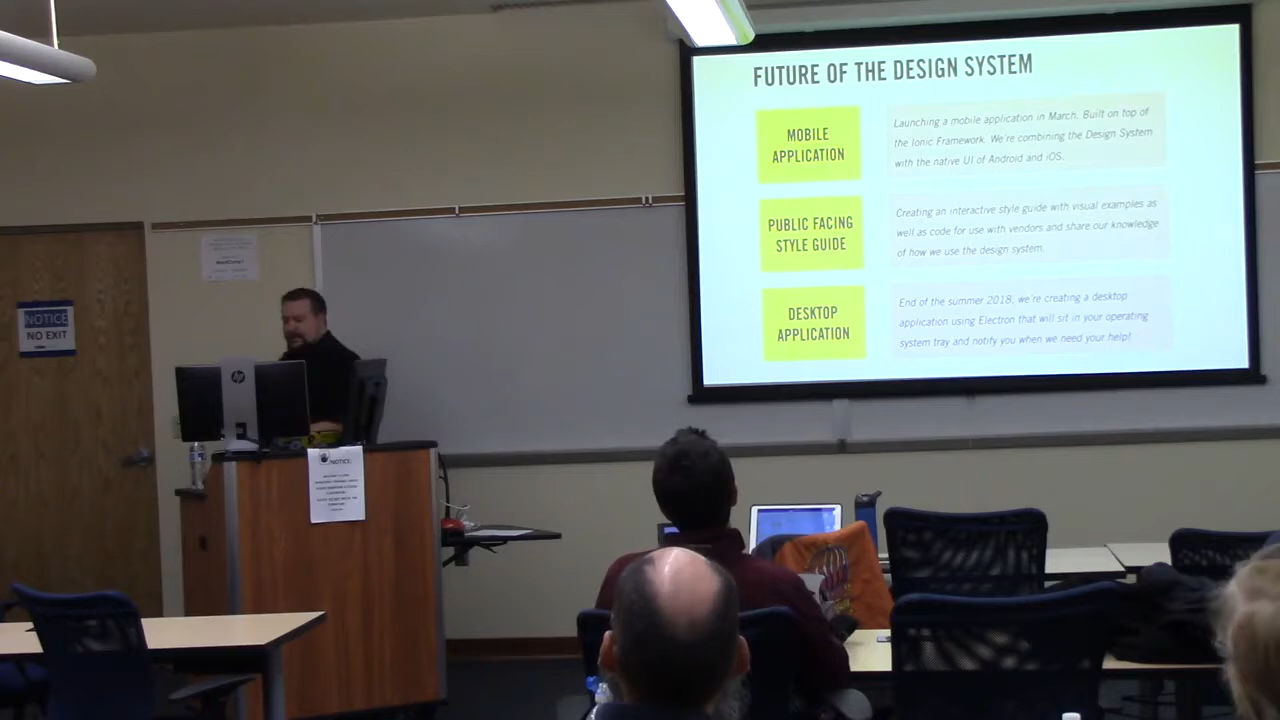 FUTURE OF THE DESIGN SYSTEM
MOBILE
APPLICATION
Launching a mobile application in March. Built on top of
the Ionic Framework. We're combining the Design System
with the native UI of Android and iOS.
PUBLIC FACING
STYLE GUIDE
Creating an interactive style guide with visual examples as
well as code for use with vendors and share our knowledge
of how we use the design system.
DESKTOP
APPLICATION
End of the summer 2018, we're creating a desktop
application using Electron that will sit in your operating
system tray and notify you when we need your help!
NOTICE
NO EXIT
hp
NOTICE: